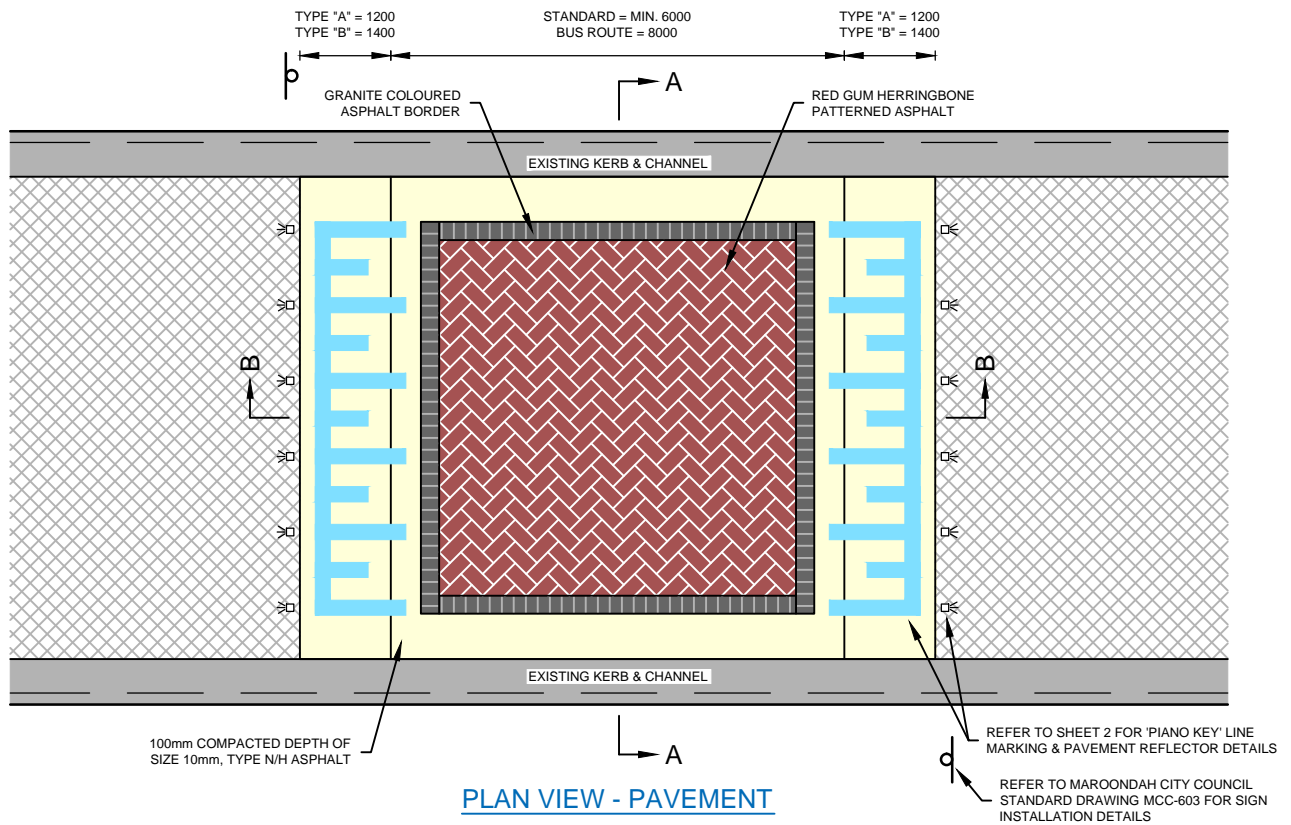 TYPE "A" = 1200
TYPE "B" = 1400
STANDARD = MIN. 6000
BUS ROUTE = 8000
TYPE "A" = 1200
TYPE "B" = 1400
A
GRANITE COLOURED
ASPHALT BORDER
RED GUM HERRINGBONE
PATTERNED ASPHALT
EXISTING KERB & CHANNEL
B
B
EXISTING KERB & CHANNEL
100mm COMPACTED DEPTH OF
SIZE 10mm, TYPE N/H ASPHALT
A
REFER TO SHEET 2 FOR 'PIANO KEY' LINE
MARKING & PAVEMENT REFLECTOR DETAILS
REFER TO MAROONDAH CITY COUNCIL
STANDARD DRAWING MCC-603 FOR SIGN
INSTALLATION DETAILS
PLAN VIEW - PAVEMENT